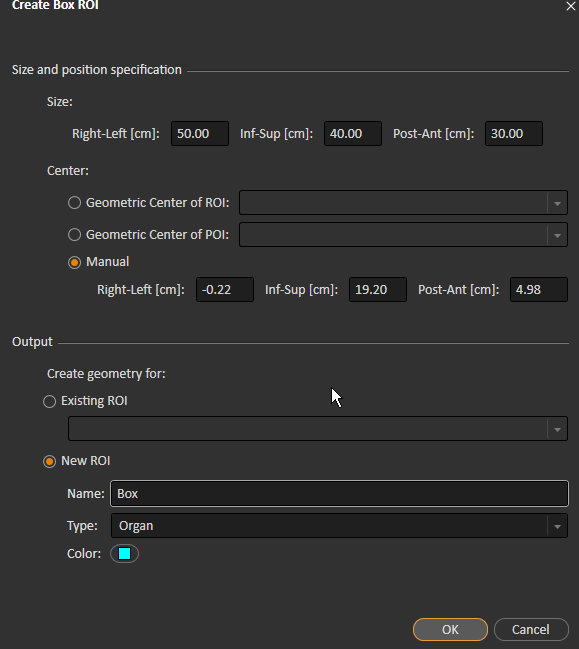 Create Box ROI
Size and position specification
Size:
Right-Left [cm]: 50.00 Inf-Sup [cm]: 40.00 Post-Ant [cm]: 30.00
Center:
Geometric Center of ROI:
Geometric Center of POI:
Manual
Right-Left [cm]: -0.22 Inf-Sup [cm]: 19.20 Post-Ant [cm]: 4.98
Output
Create geometry for:
Existing ROI
New ROI
Name: Box
Type: Organ
Color:
OK Cancel